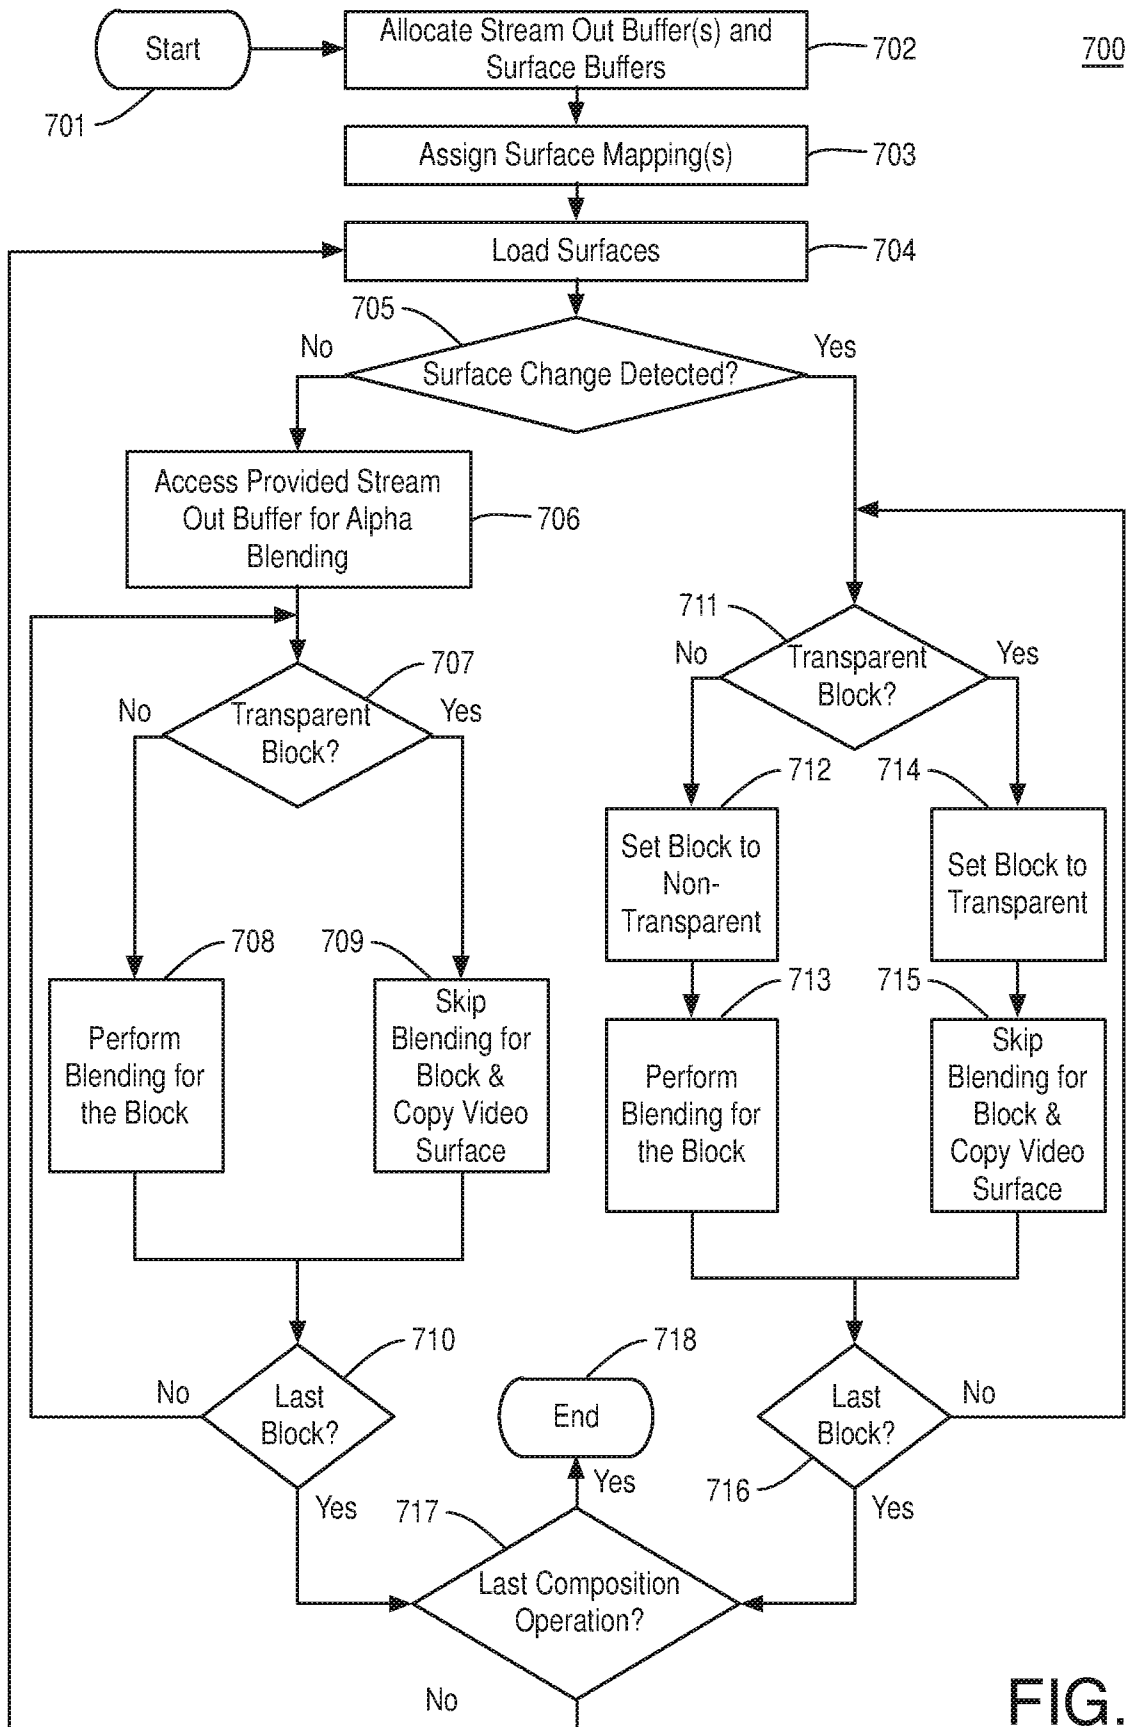 Start
701
Allocate Stream Out Buffer(s) and
Surface Buffers
702
700
Assign Surface Mapping(s)
703
Load Surfaces
704
705
No
Yes
Surface Change Detected?
Access Provided Stream
Out Buffer for Alpha
Blending
706
711
No
Yes
Transparent
Block?
707
No
Yes
Transparent
Block?
712
714
Set Block to
Non-
Transparent
Set Block to
Transparent
708
709
Perform
Blending for
the Block
Skip
Blending for
Block &
Copy Video
Surface
713
715
Perform
Blending for
the Block
Skip
Blending for
Block &
Copy Video
Surface
710
No
Last
Block?
Yes
718
End
Yes
No
Last
Block?
716
Yes
717
Last Composition
Operation?
No
FIG.